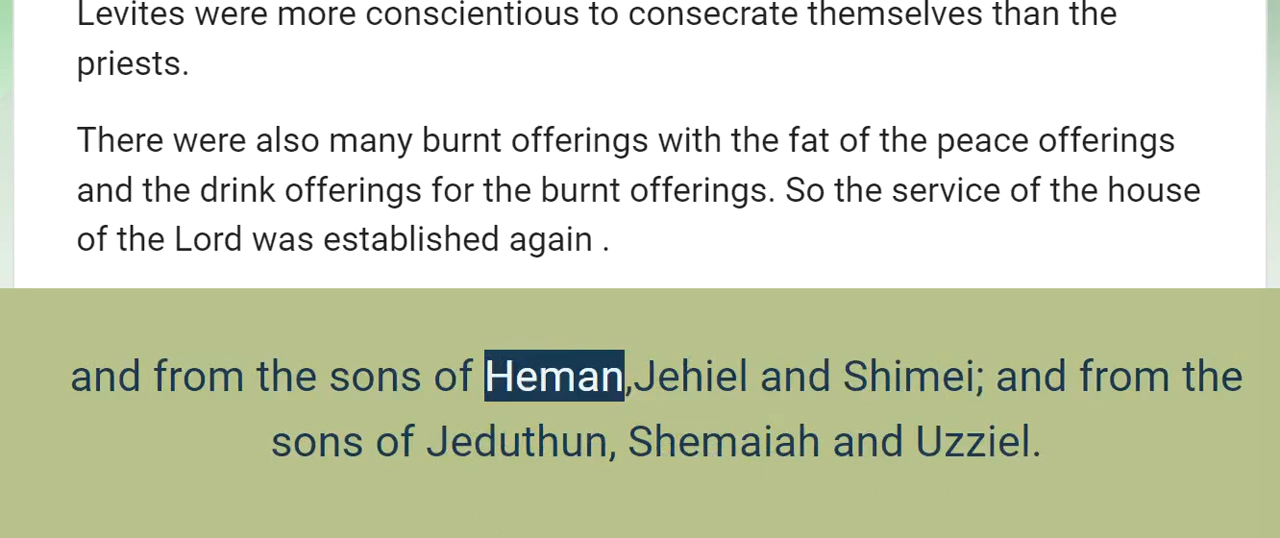 Levites were more conscientious to consecrate themselves than the
priests.
There were also many burnt offerings with the fat of the peace offerings
and the drink offerings for the burnt offerings. So the service of the house
of the Lord was established again .
and from the sons of Heman,Jehiel and Shimei; and from the
sons of Jeduthun, Shemaiah and Uzziel.